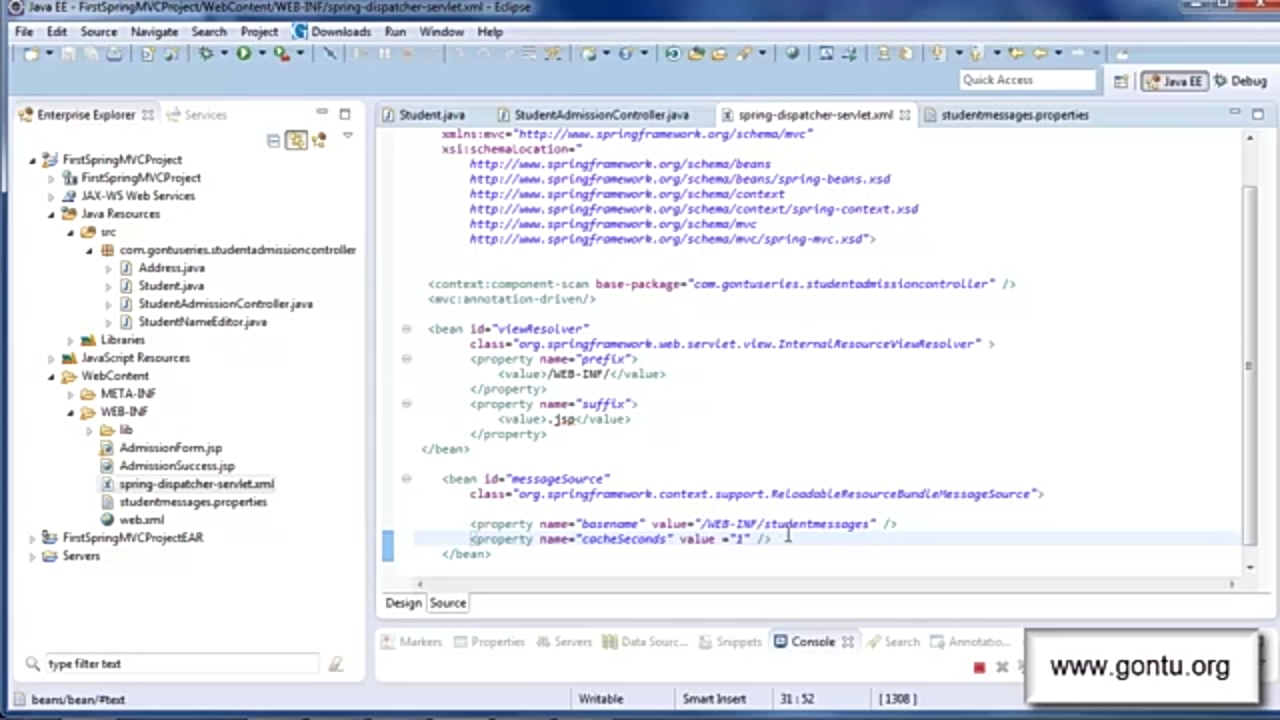 Java EE - FirstSpringMVCProject/WebContent/WEB-INF/spring-dispatcher-servlet.xml - Eclipse
File Edit Source Navigate Search Project Downloads Run Window Help
Quick Access
Java EE
Debug
Enterprise Explorer
Services
FirstSpringMVCProject
FirstSpringMVCProject
JAX-WS Web Services
Java Resources
src
com.gontuseries.studentadmissioncontroller
Address.java
Student.java
StudentAdmissionController.java
StudentNameEditor.java
Libraries
JavaScript Resources
WebContent
META-INF
WEB-INF
lib
AdmissionForm.jsp
AdmissionSuccess.jsp
spring-dispatcher-servlet.xml
studentmessages.properties
web.xml
FirstSpringMVCProjectEAR
Servers
type filter text
Student.java
StudentAdmissionController.java
spring-dispatcher-servlet.xml
studentmessages.properties
xmlns:mvc="http://www.springframework.org/schema/mvc"
xsi:schemaLocation="
http://www.springframework.org/schema/beans
http://www.springframework.org/schema/beans/spring-beans.xsd
http://www.springframework.org/schema/context
http://www.springframework.org/schema/context/spring-context.xsd
http://www.springframework.org/schema/mvc
http://www.springframework.org/schema/mvc/spring-mvc.xsd">
<context:component-scan base-package="com.gontuseries.studentadmissioncontroller" />
<mvc:annotation-driven/>
<bean id="viewResolver"
class="org.springframework.web.servlet.view.InternalResourceViewResolver" >
<property name="prefix">
<value>/WEB-INF/</value>
</property>
<property name="suffix">
<value>.jsp</value>
</property>
</bean>
<bean id="messageSource"
class="org.springframework.context.support.ReloadableResourceBundleMessageSource">
<property name="basename" value="/WEB-INF/studentmessages" />
<property name="cacheSeconds" value ="1" />
</bean>
Design
Source
Markers
Properties
Servers
Data Sourc...
Snippets
Console
Search
Annotatio...
www.gontu.org
beans/bean/#text
Writable
Smart Insert
31 : 52
[1308]